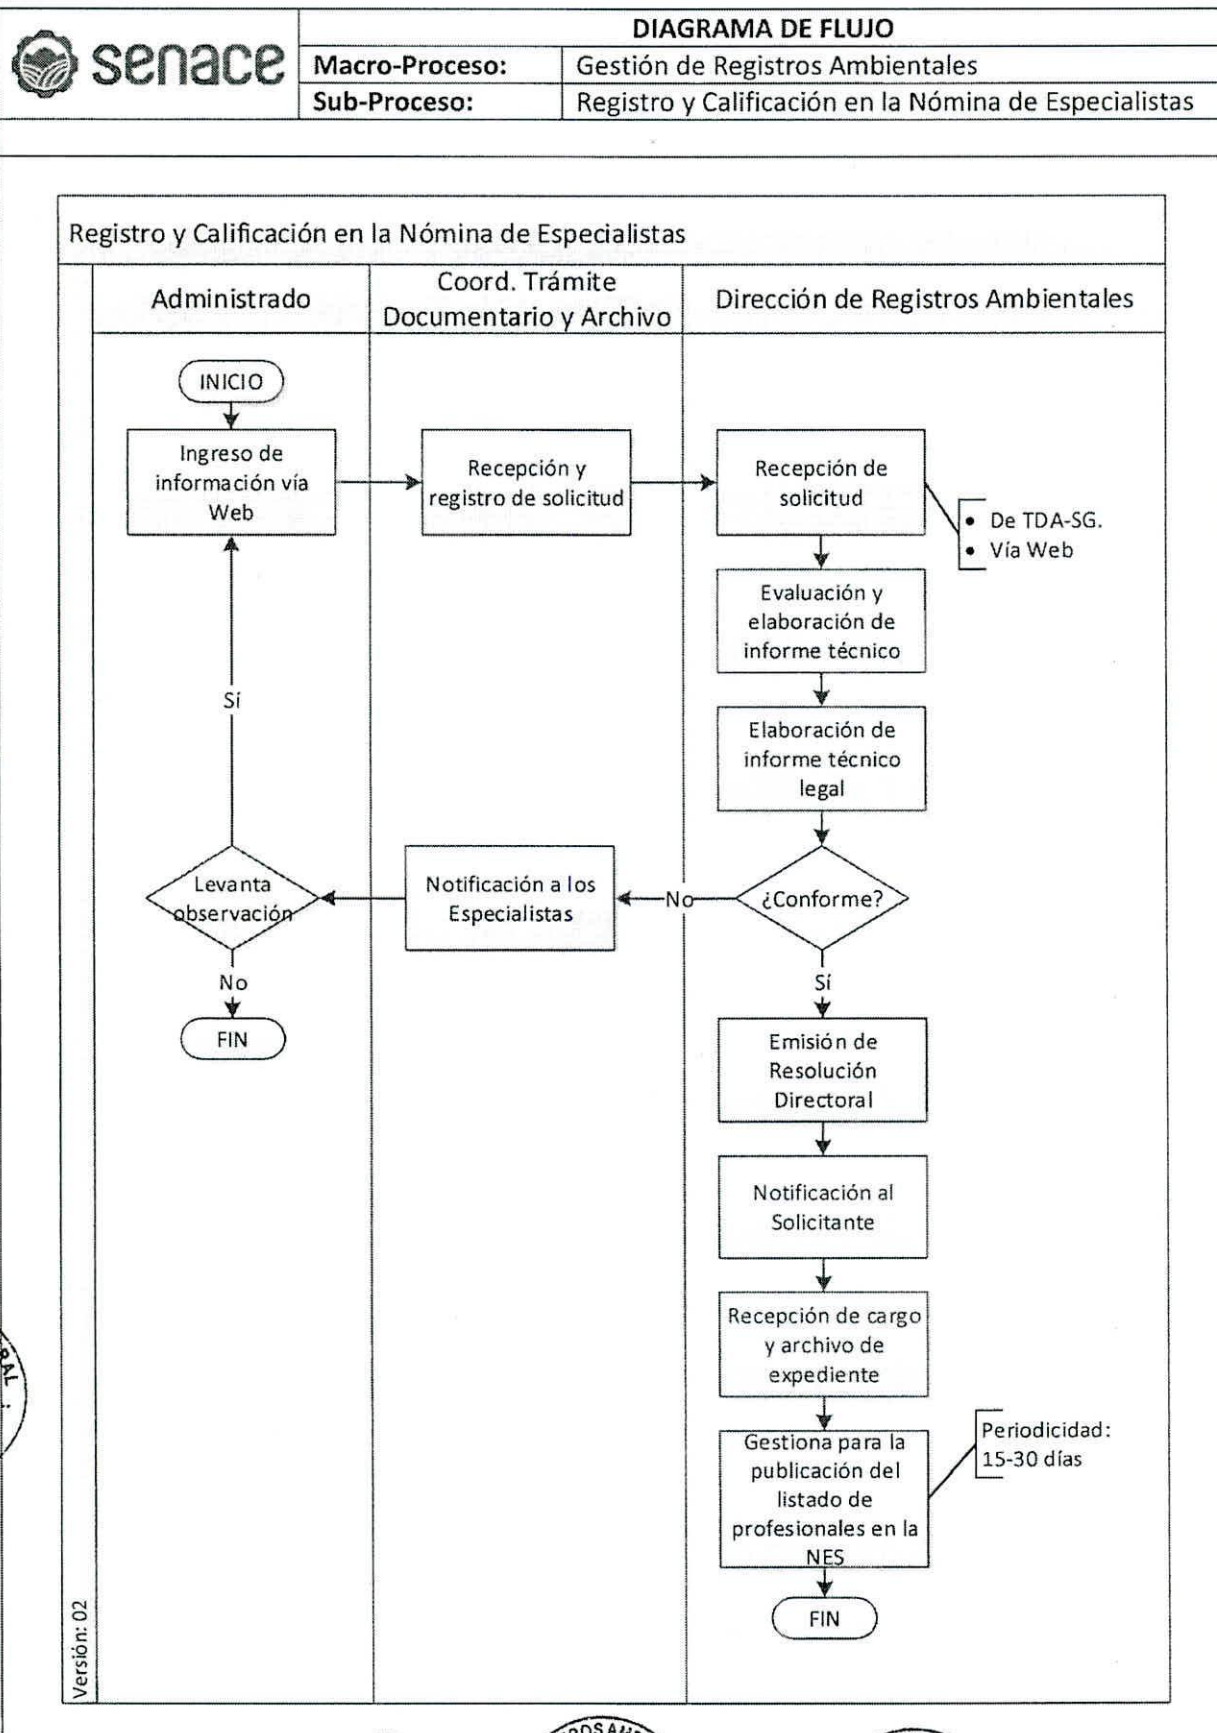 senace
DIAGRAMA DE FLUJO
Macro-Proceso: Gestión de Registros Ambientales
Sub-Proceso: Registro y Calificación en la Nómina de Especialistas
Registro y Calificación en la Nómina de Especialistas
Administrado
Coord. Trámite
Documentario y Archivo
Dirección de Registros Ambientales
INICIO
Ingreso de
información vía
Web
Recepción y
registro de solicitud
Recepción de
solicitud
• De TDA-SG.
• Vía Web
Evaluación y
elaboración de
informe técnico
Sí
Elaboración de
informe técnico
legal
Levanta
observación
Notificación a los
Especialistas
No
¿Conforme?
No
Sí
FIN
Emisión de
Resolución
Directoral
Notificación al
Solicitante
Recepción de cargo
y archivo de
expediente
Gestiona para la
publicación del
listado de
profesionales en la
NES
Periodicidad:
15-30 días
FIN
Versión: 02